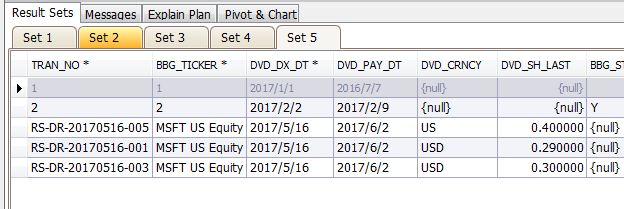 Result Sets Messages Explain Plan Pivot & Chart
Set 1 Set 2 Set 3 Set 4 Set 5
TRAN_NO * BBG_TICKER * DVD_DX_DT * DVD_PAY_DT DVD_CRNCY DVD_SH_LAST BBG_ST
1 1 2017/1/1 2016/7/7 {null} {null}
2 2 2017/2/2 2017/2/9 {null} {null} Y
RS-DR-20170516-005 MSFT US Equity 2017/5/16 2017/6/2 US 0.400000 {null}
RS-DR-20170516-001 MSFT US Equity 2017/5/16 2017/6/2 USD 0.290000 {null}
RS-DR-20170516-003 MSFT US Equity 2017/5/16 2017/6/2 USD 0.300000 {null}